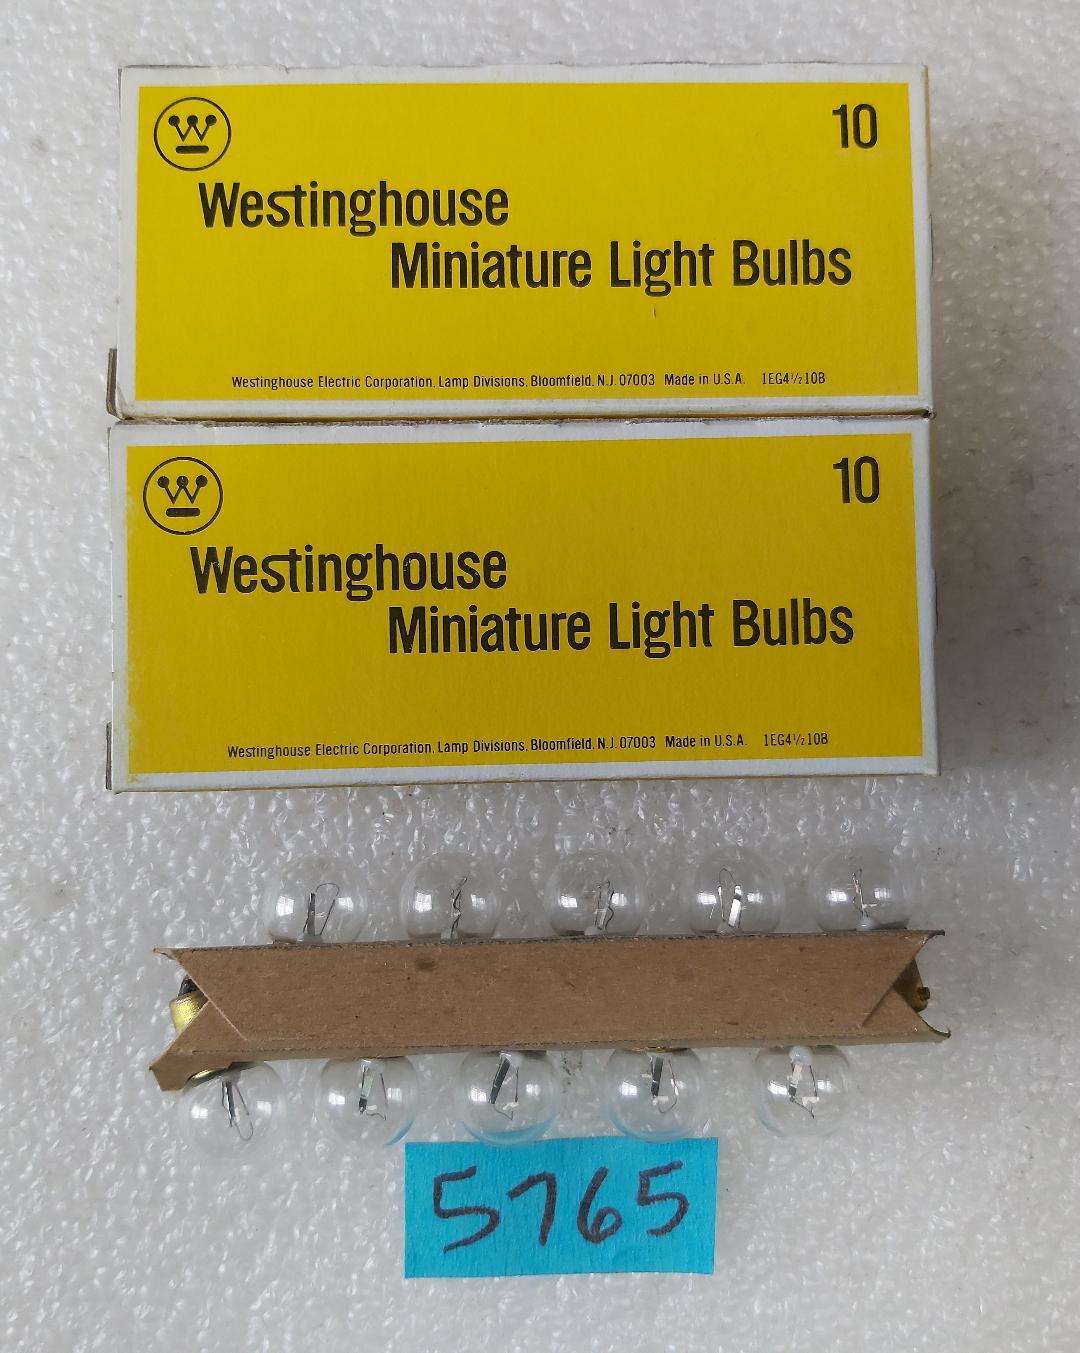 W
10
Westinghouse
Miniature Light Bulbs
Westinghouse Electric Corporation, Lamp Divisions, Bloomfield, N.J. 07003 Made in U.S.A. 1EG4½10B
W
10
Westinghouse
Miniature Light Bulbs
Westinghouse Electric Corporation, Lamp Divisions, Bloomfield, N.J. 07003 Made in U.S.A. 1EG4½10B
5765